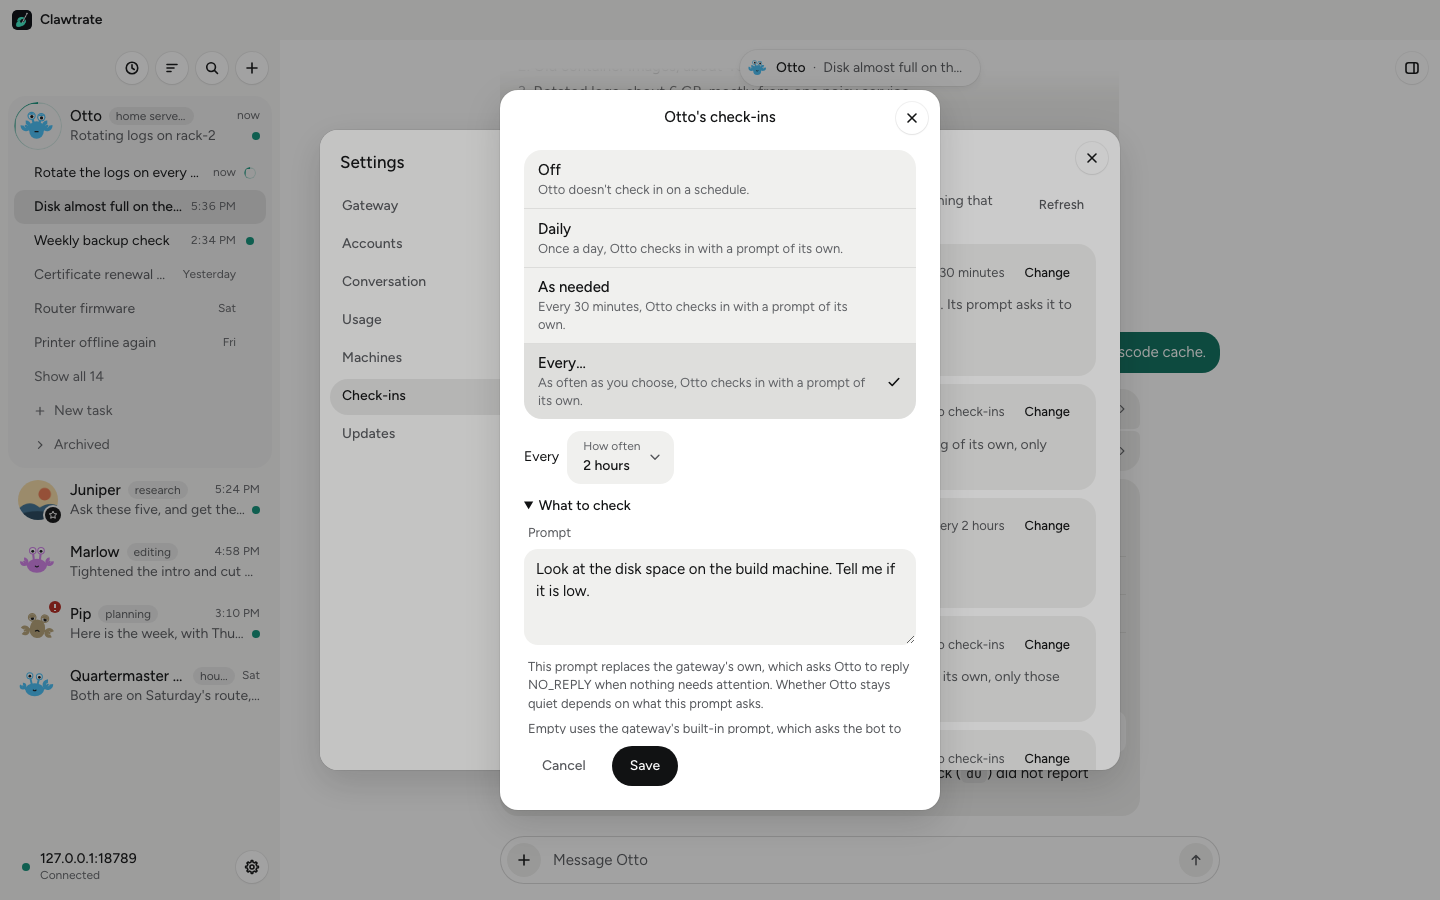 Clawtrate
Otto
home serve...
now
Rotating logs on rack-2
Rotate the logs on every ...
now
Disk almost full on the...
5:36 PM
Weekly backup check
2:34 PM
Certificate renewal ...
Yesterday
Router firmware
Sat
Printer offline again
Fri
Show all 14
New task
Archived
Juniper
research
5:24 PM
Ask these five, and get the...
Marlow
editing
4:58 PM
Tightened the intro and cut ...
Pip
planning
3:10 PM
Here is the week, with Thu...
Quartermaster ...
hou...
Sat
Both are on Saturday's route,...
127.0.0.1:18789
Connected
Otto · Disk almost full on th...
Settings
Gateway
Accounts
Conversation
Usage
Machines
Check-ins
Updates
Otto's check-ins
Off
Otto doesn't check in on a schedule.
Daily
Once a day, Otto checks in with a prompt of its own.
As needed
Every 30 minutes, Otto checks in with a prompt of its
own.
Every...
As often as you choose, Otto checks in with a prompt of
its own.
Every
How often
2 hours
What to check
Prompt
Look at the disk space on the build machine. Tell me if
it is low.
This prompt replaces the gateway's own, which asks Otto to reply
NO_REPLY when nothing needs attention. Whether Otto stays
quiet depends on what this prompt asks.
Empty uses the gateway's built-in prompt, which asks the bot to
Cancel
Save
that
Refresh
30 minutes
Change
. Its prompt asks it to
check-ins
Change
of its own, only
2 hours
Change
check-ins
Change
its own, only those
check-ins
Change
cache.
du ) did not report
Message Otto